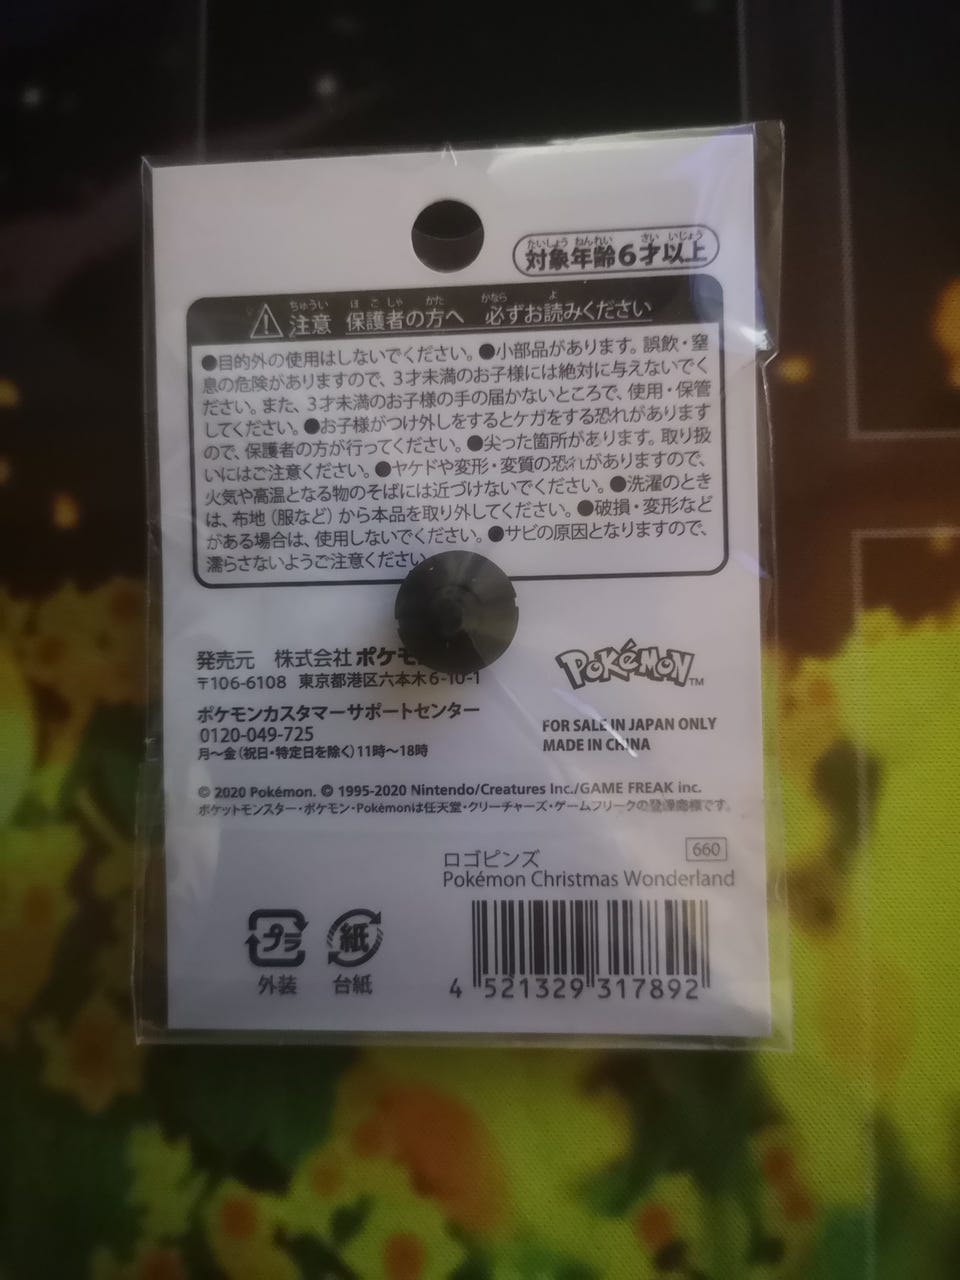 たいしょう ねんれい さい いじょう
対象年齢6才以上
ちゅうい ほごしゃ かた かなら よ
注意 保護者の方へ 必ずお読みください
●目的外の使用はしないでください。●小部品があります。誤飲・窒
息の危険がありますので、3才未満のお子様には絶対に与えないでく
ださい。また、3才未満のお子様の手の届かないところで、使用・保管
してください。●お子様がつけ外しをするとケガをする恐れがあります
ので、保護者の方が行ってください。●尖った箇所があります。取り扱
いにはご注意ください。●ヤケドや変形・変質の恐れがありますので、
火気や高温となる物のそばには近づけないでください。●洗濯のとき
は、布地（服など）から本品を取り外してください。●破損・変形など
がある場合は、使用しないでください。●サビの原因となりますので、
濡らさないようご注意ください
発売元 株式会社ポケモ
〒106-6108 東京都港区六本木6-10-1
ポケモンカスタマーサポートセンター
0120-049-725
月～金（祝日・特定日を除く）11時～18時
POKéMON™
FOR SALE IN JAPAN ONLY
MADE IN CHINA
© 2020 Pokémon. © 1995-2020 Nintendo/Creatures Inc./GAME FREAK inc.
ポケットモンスター・ポケモン・Pokémonは任天堂・クリーチャーズ・ゲームフリークの登録商標です。
660
ロゴピンズ
Pokémon Christmas Wonderland
プラ
外装
紙
台紙
4 521329 317892